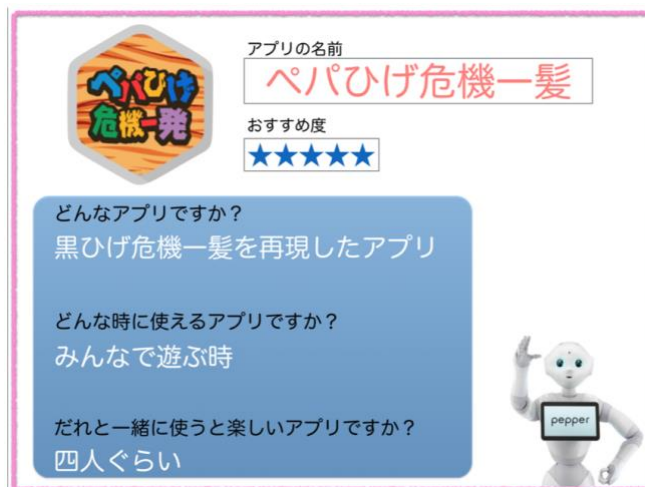 ペパひげ
危機一発
アプリの名前
ペパひげ危機一髪
おすすめ度
★★★★★
どんなアプリですか？
黒ひげ危機一髪を再現したアプリ
どんな時に使えるアプリですか？
みんなで遊ぶ時
だれと一緒に使うと楽しいアプリですか？
四人ぐらい
pepper